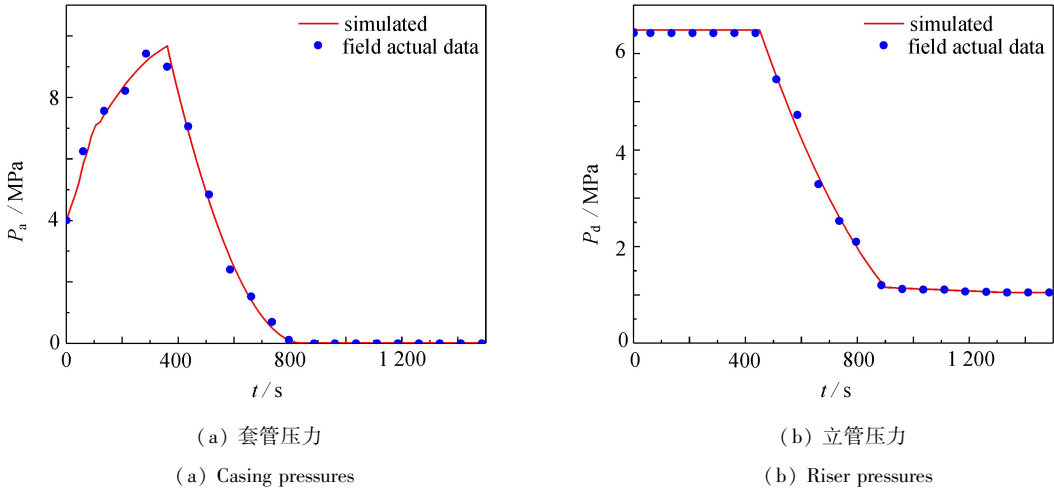 simulated
field actual data
8
4
0
Pa / MPa
0
400
800
1 200
t / s
(a) 套管压力
(a) Casing pressures
simulated
field actual data
6
4
2
0
Pd / MPa
0
400
800
1 200
t / s
(b) 立管压力
(b) Riser pressures